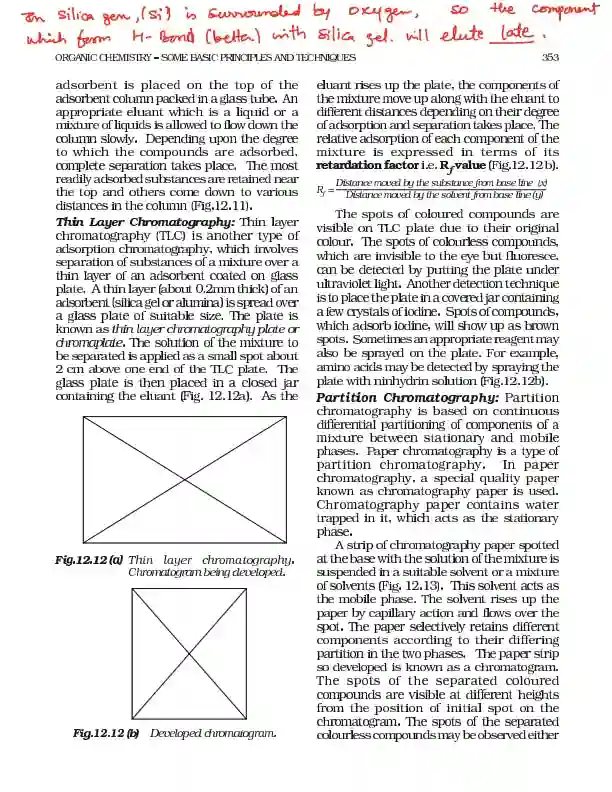 In Silica gen, (Si) is Surrounded by Oxygen, so the component
which form H-Bond (better) with Silica gel. will elute late.
ORGANIC CHEMISTRY – SOME BASIC PRINCIPLES AND TECHNIQUES 353
adsorbent is placed on the top of the
adsorbent column packed in a glass tube. An
appropriate eluant which is a liquid or a
mixture of liquids is allowed to flow down the
column slowly. Depending upon the degree
to which the compounds are adsorbed,
complete separation takes place. The most
readily adsorbed substances are retained near
the top and others come down to various
distances in the column (Fig.12.11).
Thin Layer Chromatography: Thin layer
chromatography (TLC) is another type of
adsorption chromatography, which involves
separation of substances of a mixture over a
thin layer of an adsorbent coated on glass
plate. A thin layer (about 0.2mm thick) of an
adsorbent (silica gel or alumina) is spread over
a glass plate of suitable size. The plate is
known as thin layer chromatography plate or
chromaplate. The solution of the mixture to
be separated is applied as a small spot about
2 cm above one end of the TLC plate. The
glass plate is then placed in a closed jar
containing the eluant (Fig. 12.12a). As the
Fig.12.12 (a) Thin layer chromatography.
Chromatogram being developed.
Fig.12.12 (b) Developed chromatogram.
eluant rises up the plate, the components of
the mixture move up along with the eluant to
different distances depending on their degree
of adsorption and separation takes place. The
relative adsorption of each component of the
mixture is expressed in terms of its
retardation factor i.e. Rf value (Fig.12.12 b).
Rf = Distance moved by the substance from base line (x)
Distance moved by the solvent from base line (y)
The spots of coloured compounds are
visible on TLC plate due to their original
colour. The spots of colourless compounds,
which are invisible to the eye but fluoresce,
can be detected by putting the plate under
ultraviolet light. Another detection technique
is to place the plate in a covered jar containing
a few crystals of iodine. Spots of compounds,
which adsorb iodine, will show up as brown
spots. Sometimes an appropriate reagent may
also be sprayed on the plate. For example,
amino acids may be detected by spraying the
plate with ninhydrin solution (Fig.12.12b).
Partition Chromatography: Partition
chromatography is based on continuous
differential partitioning of components of a
mixture between stationary and mobile
phases. Paper chromatography is a type of
partition chromatography. In paper
chromatography, a special quality paper
known as chromatography paper is used.
Chromatography paper contains water
trapped in it, which acts as the stationary
phase.
A strip of chromatography paper spotted
at the base with the solution of the mixture is
suspended in a suitable solvent or a mixture
of solvents (Fig. 12.13). This solvent acts as
the mobile phase. The solvent rises up the
paper by capillary action and flows over the
spot. The paper selectively retains different
components according to their differing
partition in the two phases. The paper strip
so developed is known as a chromatogram.
The spots of the separated coloured
compounds are visible at different heights
from the position of initial spot on the
chromatogram. The spots of the separated
colourless compounds may be observed either